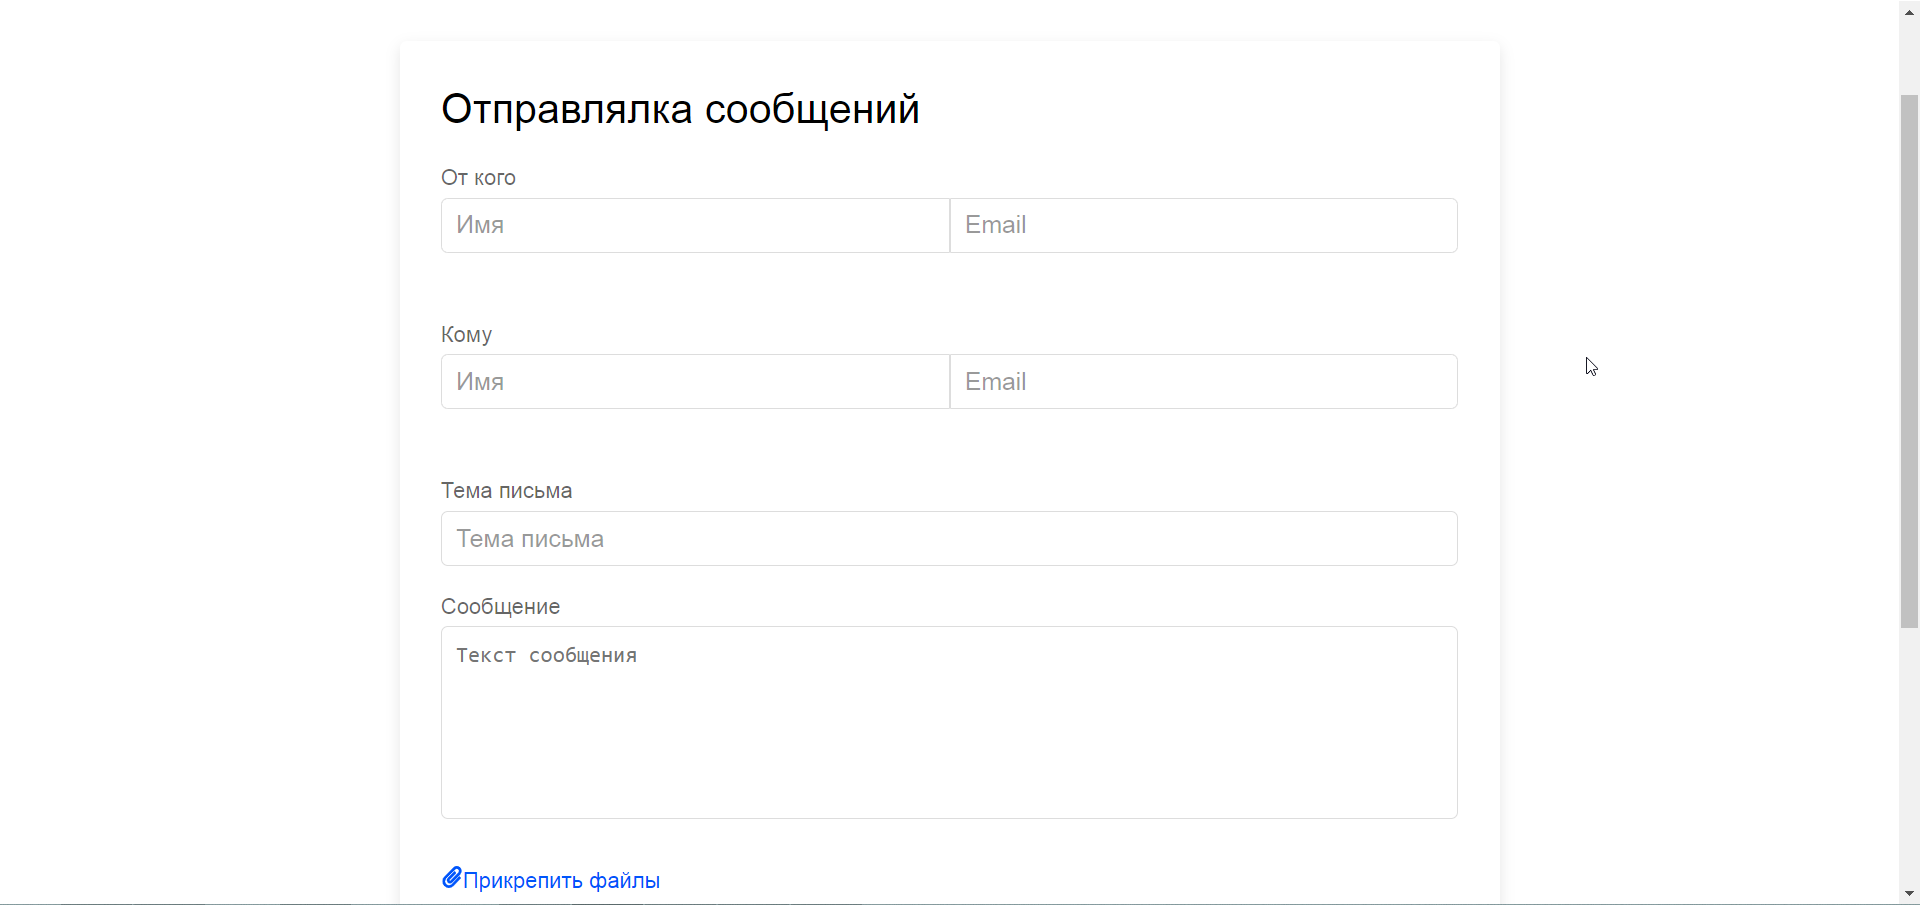 Отправлялка сообщений
От кого
Имя
Email
Кому
Имя
Email
Тема письма
Тема письма
Сообщение
Текст сообщения
Прикрепить файлы